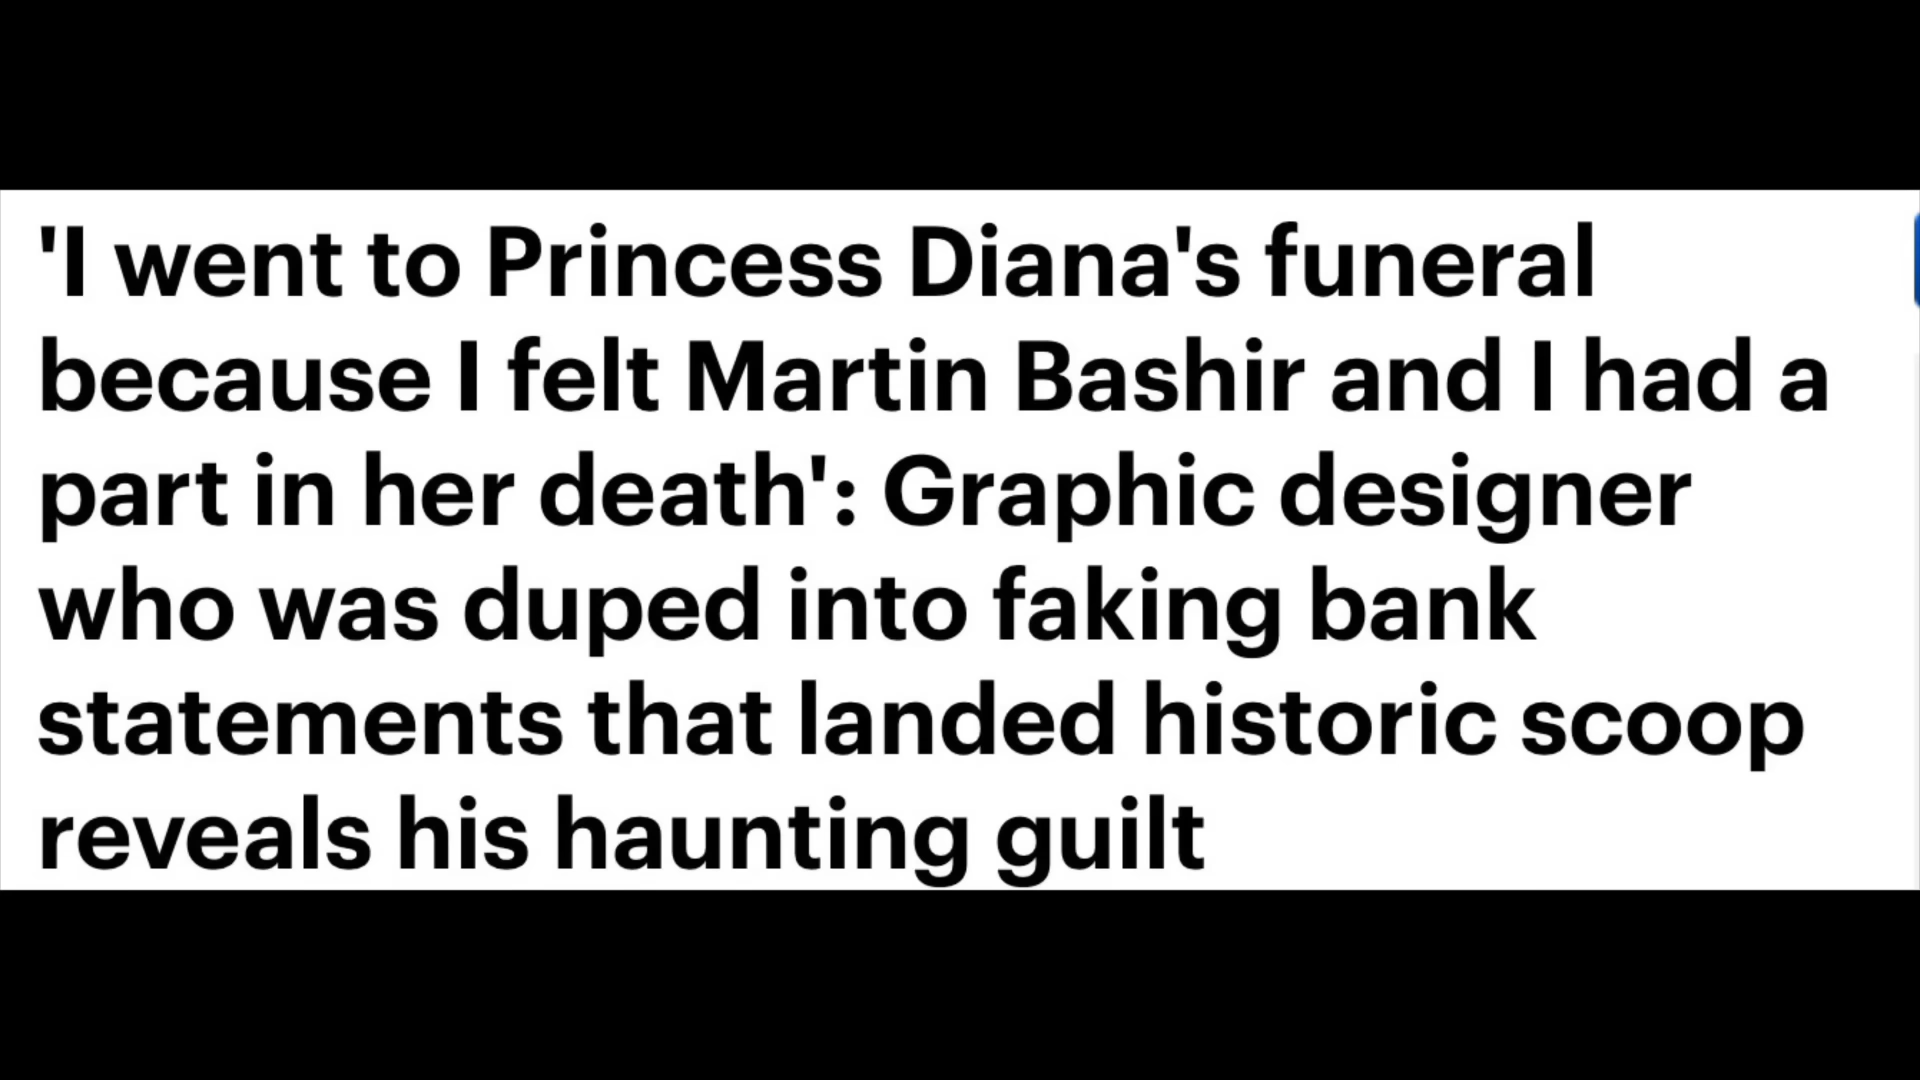 'I went to Princess Diana's funeral
because I felt Martin Bashir and I had a
part in her death': Graphic designer
who was duped into faking bank
statements that landed historic scoop
reveals his haunting guilt